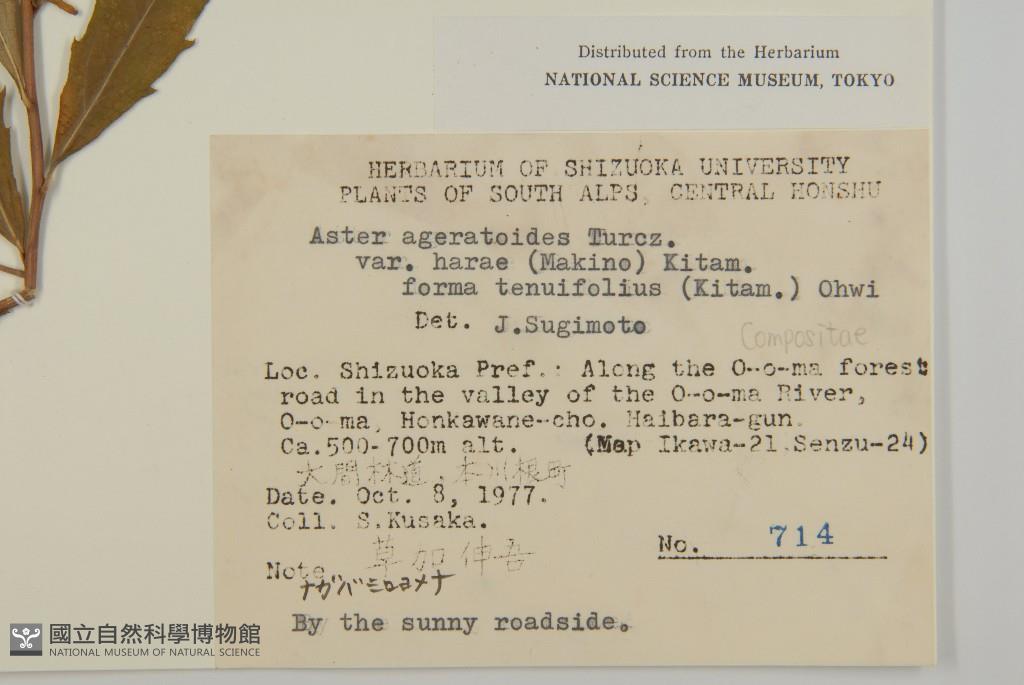 Distributed from the Herbarium
NATIONAL SCIENCE MUSEUM, TOKYO
HERBARIUM OF SHIZUOKA UNIVERSITY
PLANTS OF SOUTH ALPS, CENTRAL HONSHU
Aster ageratoides Turcz.
var. harae (Makino) Kitam.
forma tenuifolius (Kitam.) Ohwi
Det. J.Sugimoto
Compositae
Loc. Shizuoka Pref.: Along the O-o-ma forest
road in the valley of the O-o-ma River,
O-o-ma, Honkawane-cho. Haibara-gun.
Ca.500-700m alt. (Map Ikawa-21.Senzu-24)
大間林道,本川根町
Date. Oct. 8, 1977.
Coll. S.Kusaka.
草加伸吾
No. 714
Note
ナガバシロヨメナ
By the sunny roadside.
國立自然科學博物館
NATIONAL MUSEUM OF NATURAL SCIENCE